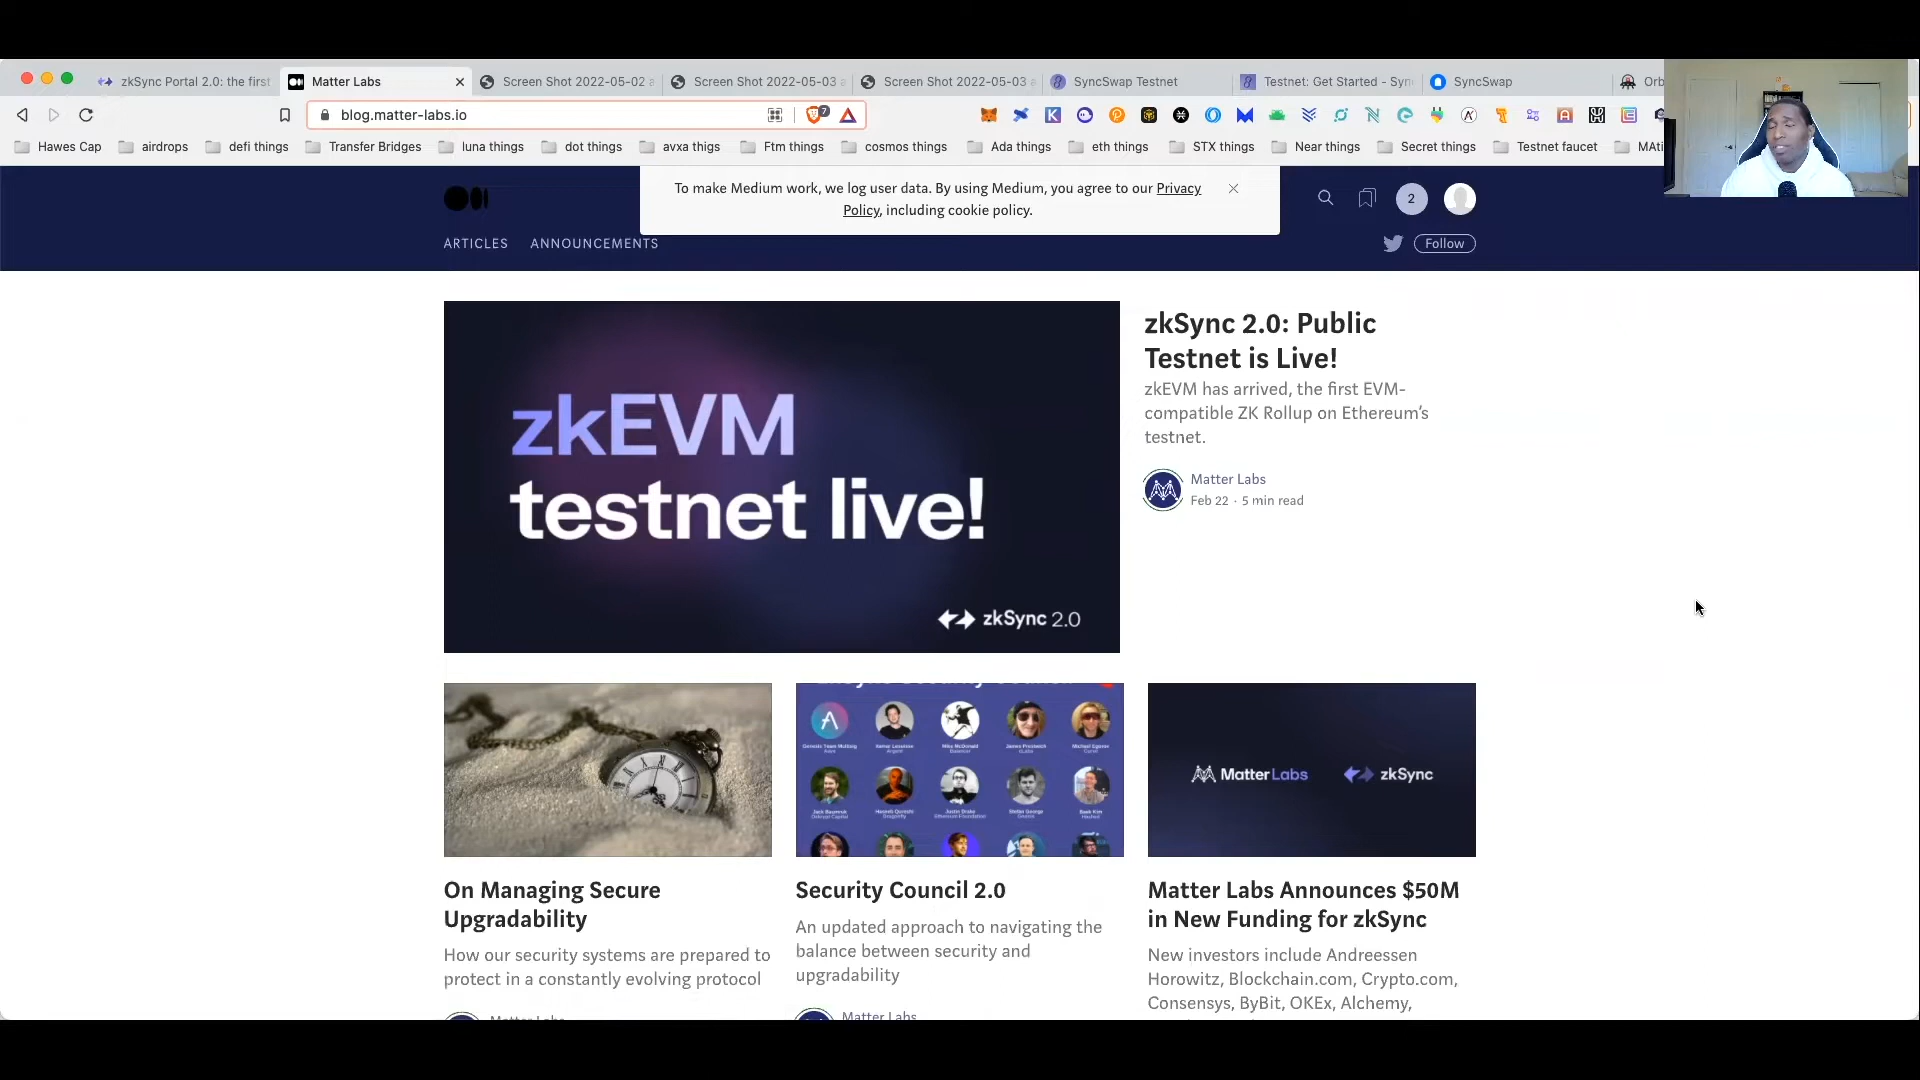 zkSync Portal 2.0: the first
Matter Labs
Screen Shot 2022-05-02 a
Screen Shot 2022-05-03 a
Screen Shot 2022-05-03 a
SyncSwap Testnet
Testnet: Get Started - Syn
SyncSwap
Orb
blog.matter-labs.io
7
Hawes Cap
airdrops
defi things
Transfer Bridges
luna things
dot things
avxa thigs
Ftm things
cosmos things
Ada things
eth things
STX things
Near things
Secret things
Testnet faucet
MAti
To make Medium work, we log user data. By using Medium, you agree to our Privacy
Policy, including cookie policy.
2
ARTICLES
ANNOUNCEMENTS
Follow
zkEVM
testnet live!
zkSync 2.0
zkSync 2.0: Public
Testnet is Live!
zkEVM has arrived, the first EVM-
compatible ZK Rollup on Ethereum's
testnet.
Matter Labs
Feb 22 · 5 min read
MatterLabs
zkSync
On Managing Secure
Upgradability
How our security systems are prepared to
protect in a constantly evolving protocol
Matter Labs
Security Council 2.0
An updated approach to navigating the
balance between security and
upgradability
Matter Labs
Matter Labs Announces $50M
in New Funding for zkSync
New investors include Andreessen
Horowitz, Blockchain.com, Crypto.com,
Consensys, ByBit, OKEx, Alchemy,